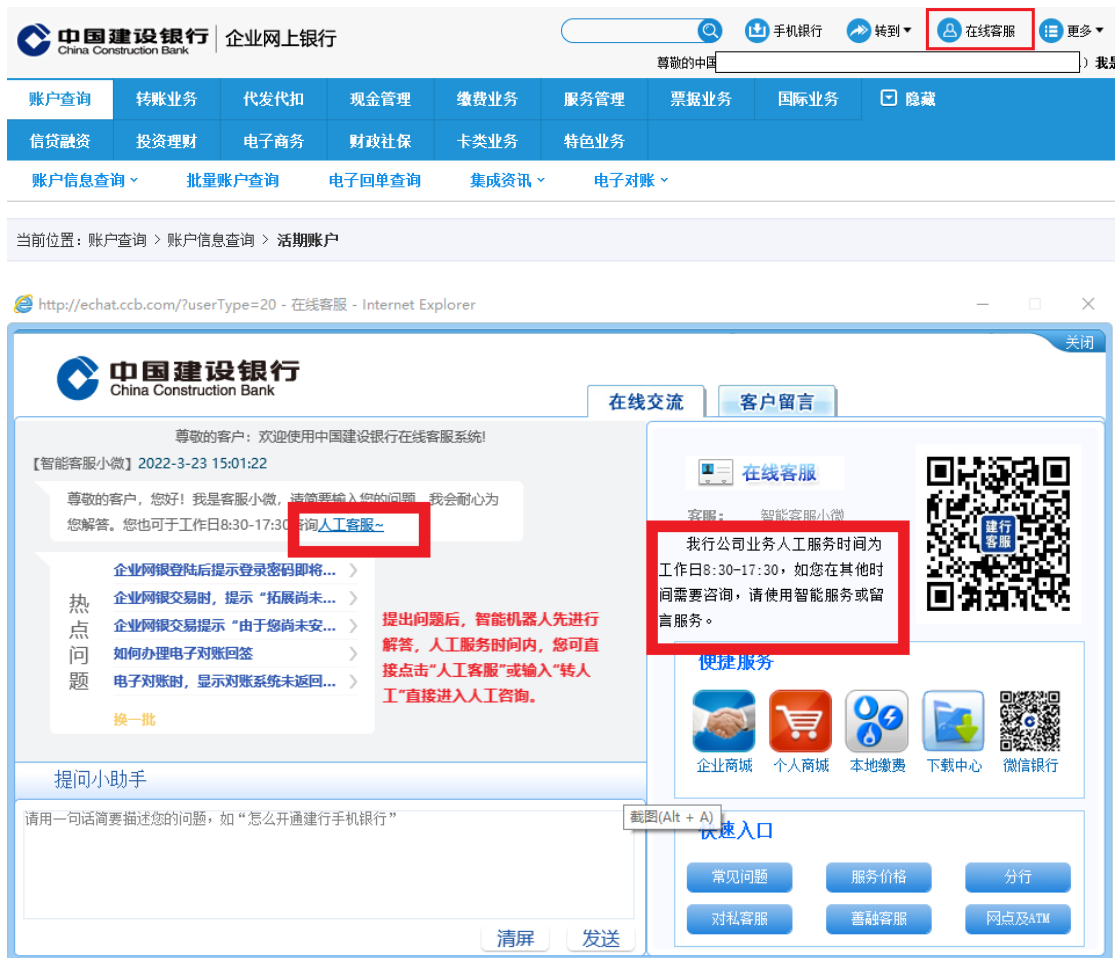 中国建设银行
China Construction Bank
企业网上银行
手机银行
转到
在线客服
更多
尊敬的中国
）我是
账户查询 转账业务 代发代扣 现金管理 缴费业务 服务管理 票据业务 国际业务 隐藏
信贷融资 投资理财 电子商务 财政社保 卡类业务 特色业务
账户信息查询 批量账户查询 电子回单查询 集成资讯 电子对账
当前位置：账户查询 > 账户信息查询 > 活期账户
http://echat.ccb.com/?userType=20 - 在线客服 - Internet Explorer
关闭
中国建设银行
China Construction Bank
在线交流 客户留言
尊敬的客户：欢迎使用中国建设银行在线客服系统!
【智能客服小微】2022-3-23 15:01:22
尊敬的客户，您好！我是客服小微，请简要输入您的问题，我会耐心为
您解答。您也可于工作日8:30-17:30咨询人工客服~
热点问题
企业网银登陆后提示登录密码即将...
企业网银交易时，提示“拓展尚未...
企业网银交易提示“由于您尚未安...
如何办理电子对账回签
电子对账时，显示对账系统未返回...
换一批
提出问题后，智能机器人先进行
解答，人工服务时间内，您可直
接点击“人工客服”或输入“转人
工”直接进入人工咨询。
提问小助手
请用一句话简要描述您的问题，如“怎么开通建行手机银行”
清屏 发送
在线客服
客服： 智能客服小微
我行公司业务人工服务时间为
工作日8:30-17:30，如您在其他时
间需要咨询，请使用智能服务或留
言服务。
建行
客服
便捷服务
企业商城 个人商城 本地缴费 下载中心 微信银行
截图(Alt + A)
快速入口
常见问题 服务价格 分行
对私客服 善融客服 网点及ATM